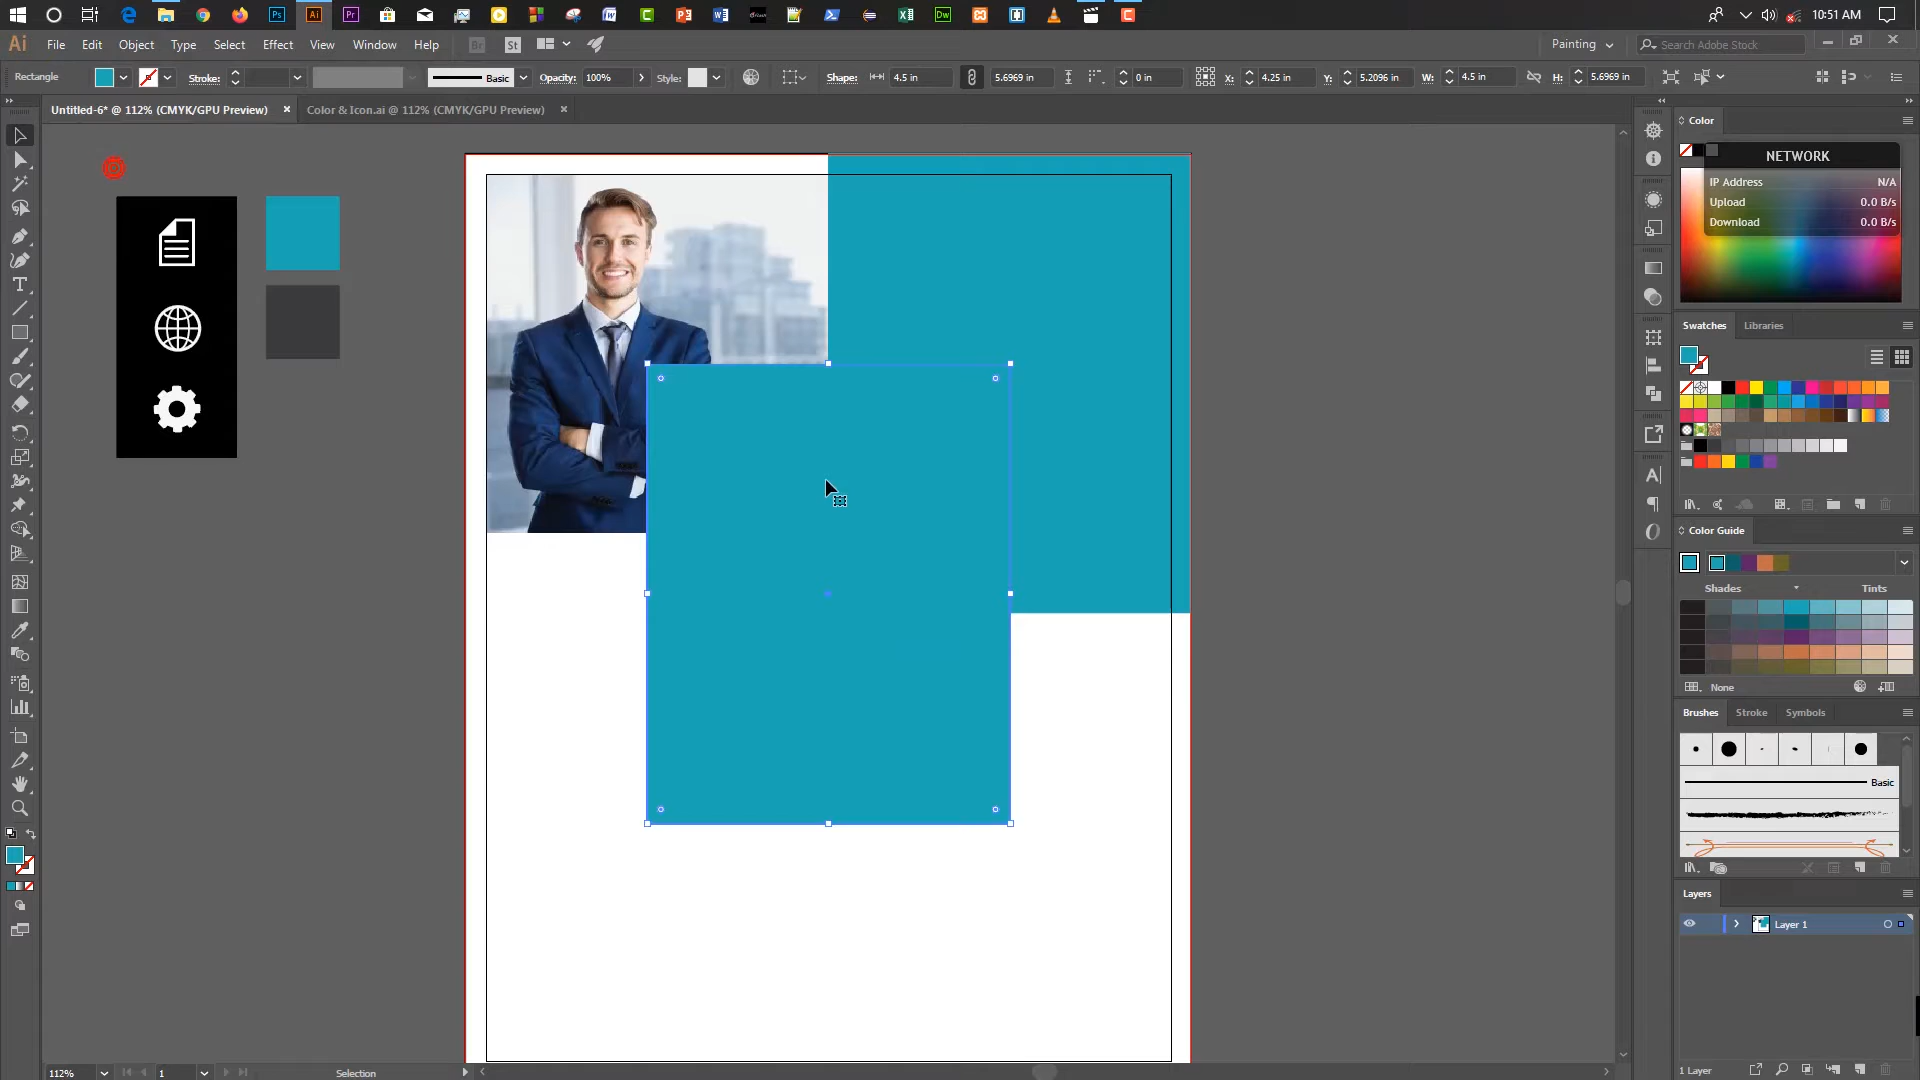 10:51 AM
Ai File Edit Object Type Select Effect View Window Help Br St Painting Search Adobe Stock
Rectangle Stroke: Basic Opacity: 100% Style: Shape: 4.5 in 5.6969 in 0 in X: 4.25 in Y: 5.2096 in W: 4.5 in H: 5.6969 in
Untitled-6* @ 112% (CMYK/GPU Preview) Color & Icon.ai @ 112% (CMYK/GPU Preview)
Color
NETWORK
IP Address N/A
Upload 0.0 B/s
Download 0.0 B/s
Swatches Libraries
Color Guide
Shades Tints
None
Brushes Stroke Symbols
Basic
Layers
Layer 1
1 Layer
112% 1 Selection